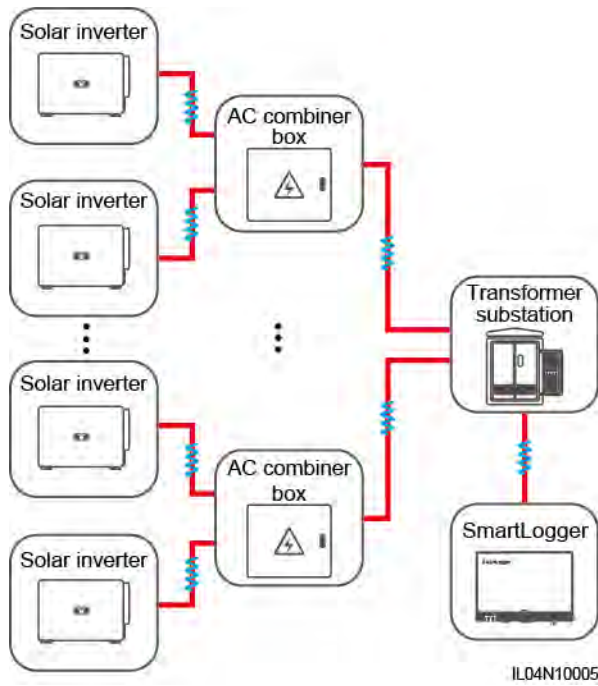 Solar inverter
AC combiner
box
Solar inverter
Transformer
substation
Solar inverter
AC combiner
box
SmartLogger
Solar inverter
IL04N10005